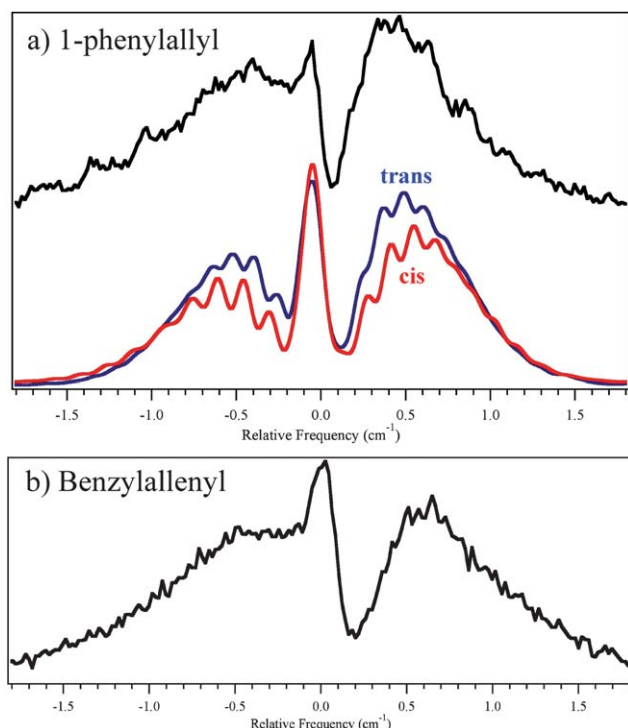 a) 1-phenylallyl
trans
cis
-1.5 -1.0 -0.5 0.0 0.5 1.0 1.5
Relative Frequency (cm-1)
b) Benzylallenyl
-1.5 -1.0 -0.5 0.0 0.5 1.0 1.5
Relative Frequency (cm-1)